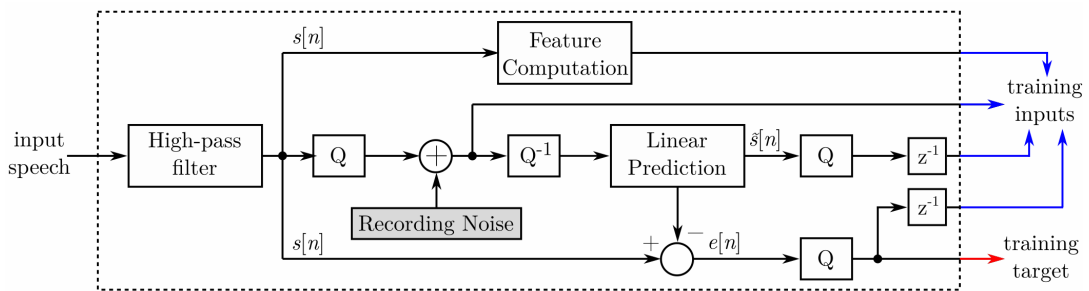 s[n]
Feature
Computation
training
inputs
input
speech
High-pass
filter
Q
+
Q-1
Linear
Prediction
s̃[n]
Q
z-1
Recording Noise
z-1
s[n]
+
−
e[n]
Q
training
target